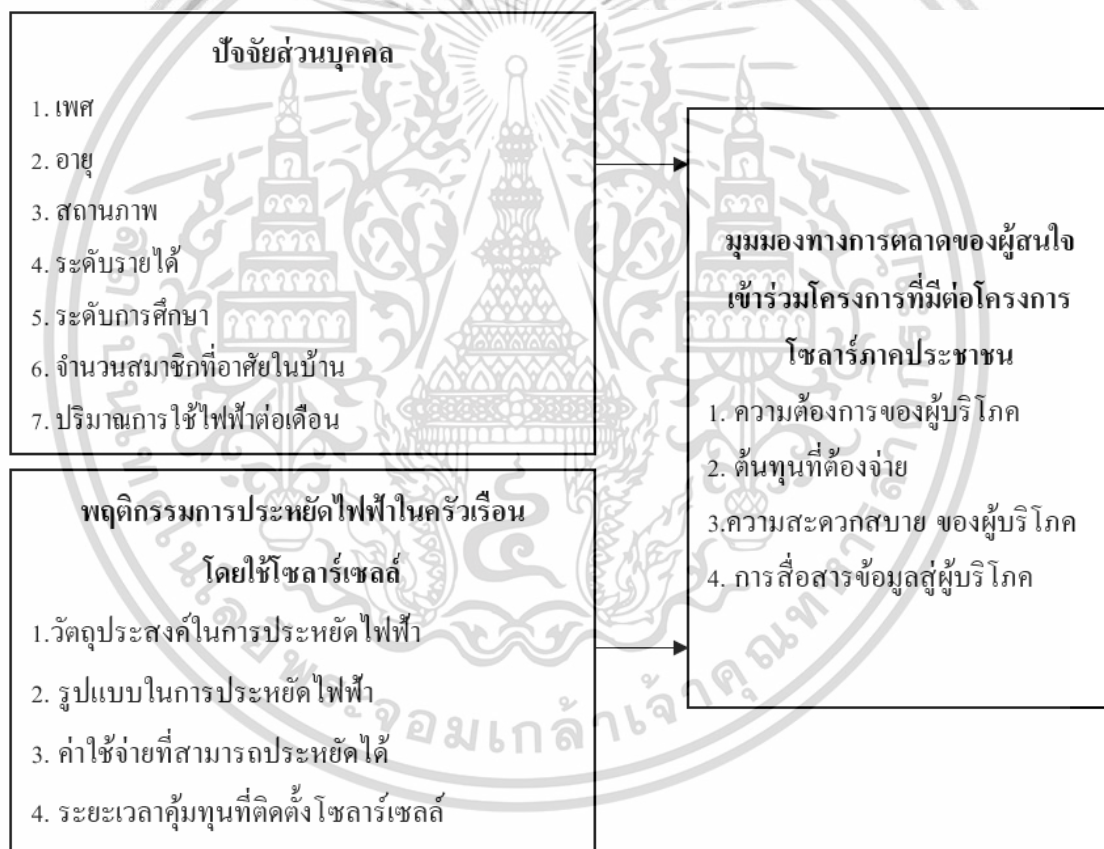 ปัจจัยส่วนบุคคล
1. เพศ
2. อายุ
3. สถานภาพ
4. ระดับรายได้
5. ระดับการศึกษา
6. จำนวนสมาชิกที่อาศัยในบ้าน
7. ปริมาณการใช้ไฟฟ้าต่อเดือน
พฤติกรรมการประหยัดไฟฟ้าในครัวเรือน
โดยใช้โซลาร์เซลล์
1.วัตถุประสงค์ในการประหยัดไฟฟ้า
2. รูปแบบในการประหยัดไฟฟ้า
3. ค่าใช้จ่ายที่สามารถประหยัดได้
4. ระยะเวลาคุ้มทุนที่ติดตั้งโซลาร์เซลล์
มุมมองทางการตลาดของผู้สนใจ
เข้าร่วมโครงการที่มีต่อโครงการ
โซลาร์ภาคประชาชน
1. ความต้องการของผู้บริโภค
2. ต้นทุนที่ต้องจ่าย
3.ความสะดวกสบาย ของผู้บริโภค
4. การสื่อสารข้อมูลสู่ผู้บริโภค